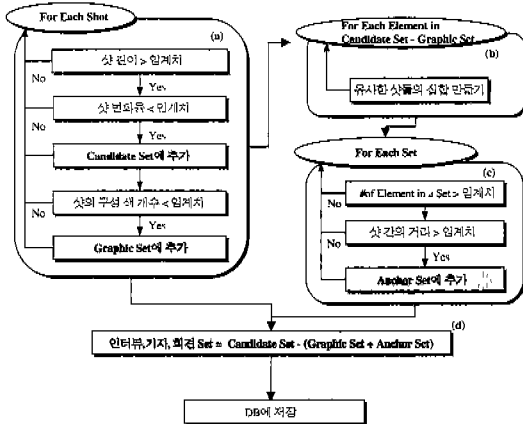 For Each Shot
(a)
샷 길이 > 임계치
No
Yes
샷 변화율 < 임계치
No
Yes
Candidate Set에 추가
샷의 구성 색 개수 < 임계치
No
Yes
Graphic Set에 추가
For Each Element in
Candidate Set - Graphic Set
(b)
유사한 샷들의 집합 만들기
For Each Set
(c)
#of Element in a Set > 임계치
No
Yes
샷 간의 거리 > 임계치
No
Yes
Anchor Set에 추가
(d)
인터뷰,기자, 회견 Set = Candidate Set - (Graphic Set + Anchor Set)
DB에 저장